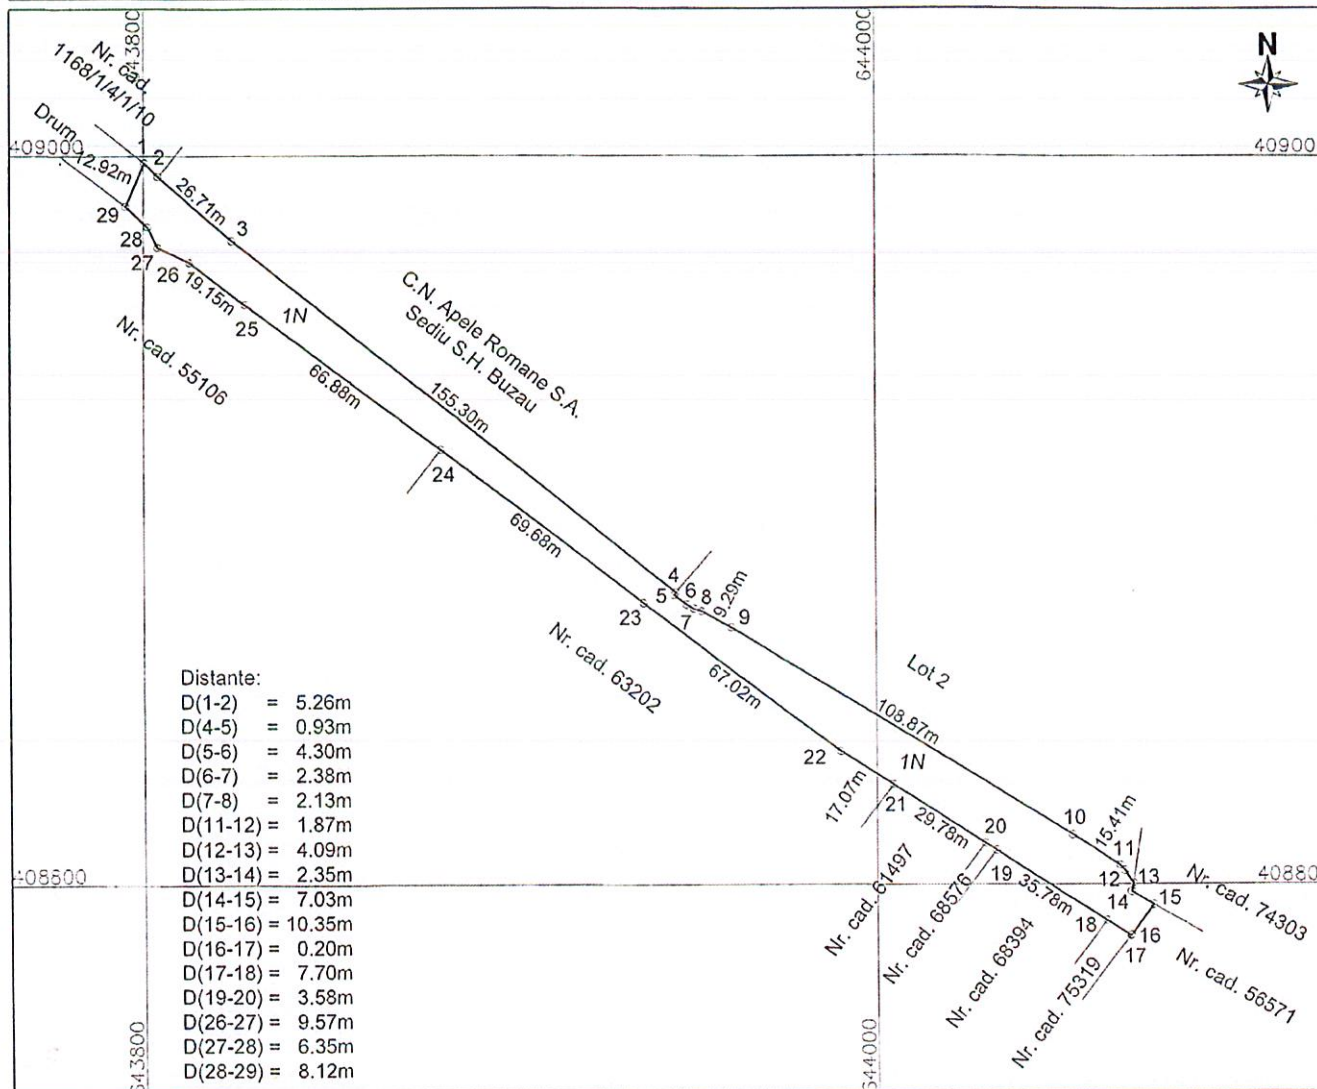 643800
644000
N
Nr. cad.
1168/1/4/1/10
Drum
1
2
409000
40900
12.92m
26.71m
3
29
28
27
26
19.15m
25
1N
C.N. Apele Romane S.A.
Sediu S.H. Buzau
Nr. cad. 55106
66.88m
155.30m
24
69.68m
4
5
6
8
7
9.29m
9
23
Nr. cad. 63202
67.02m
Lot 2
108.87m
22
1N
17.07m
21
29.78m
20
19
35.78m
10
15.41m
11
12
13
14
15
18
16
17
Nr. cad. 74303
Nr. cad. 56571
Nr. cad. 61497
Nr. cad. 68576
Nr. cad. 68394
Nr. cad. 75319
408800
40880
Distante:
D(1-2) = 5.26m
D(4-5) = 0.93m
D(5-6) = 4.30m
D(6-7) = 2.38m
D(7-8) = 2.13m
D(11-12) = 1.87m
D(12-13) = 4.09m
D(13-14) = 2.35m
D(14-15) = 7.03m
D(15-16) = 10.35m
D(16-17) = 0.20m
D(17-18) = 7.70m
D(19-20) = 3.58m
D(26-27) = 9.57m
D(27-28) = 6.35m
D(28-29) = 8.12m
643800
644000